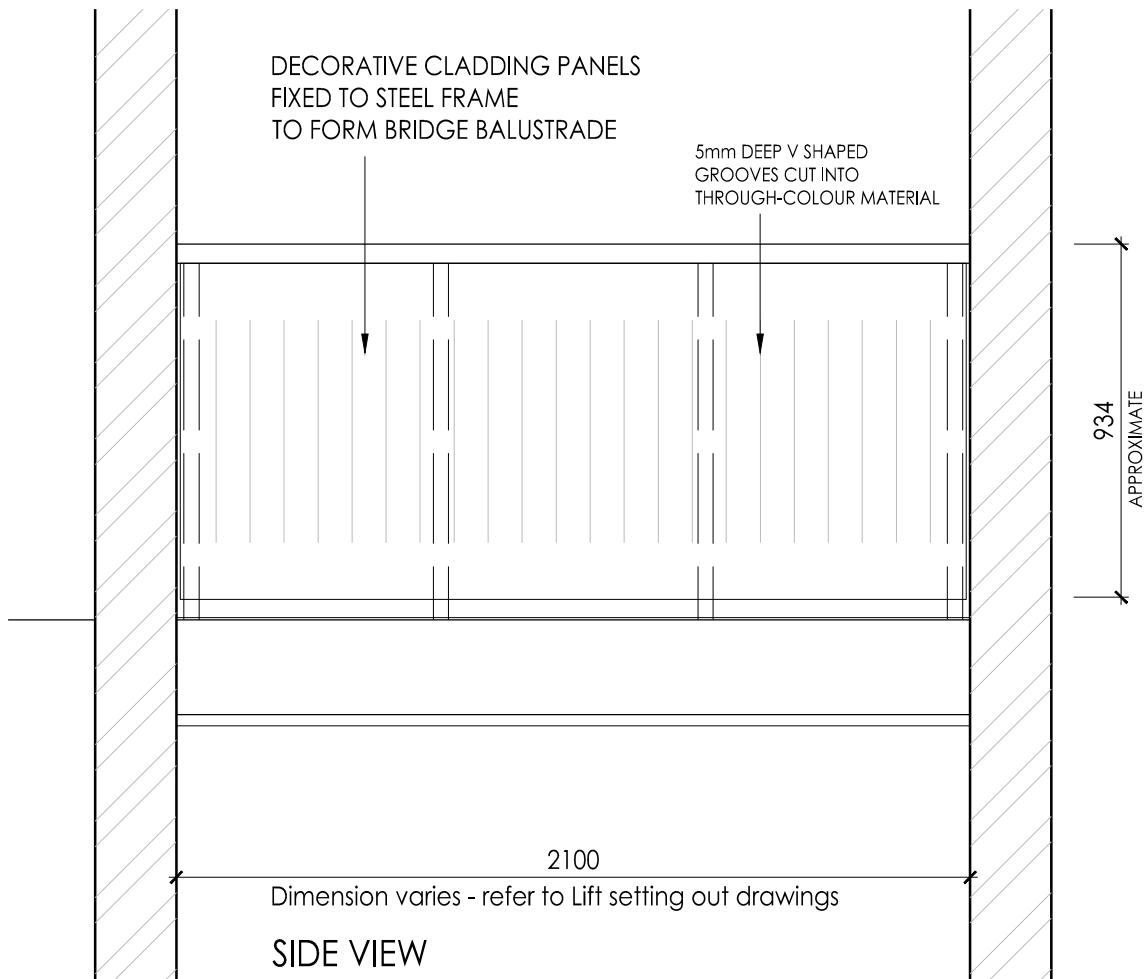 DECORATIVE CLADDING PANELS
FIXED TO STEEL FRAME
TO FORM BRIDGE BALUSTRADE
5mm DEEP V SHAPED
GROOVES CUT INTO
THROUGH-COLOUR MATERIAL
934
APPROXIMATE
2100
Dimension varies - refer to Lift setting out drawings
SIDE VIEW